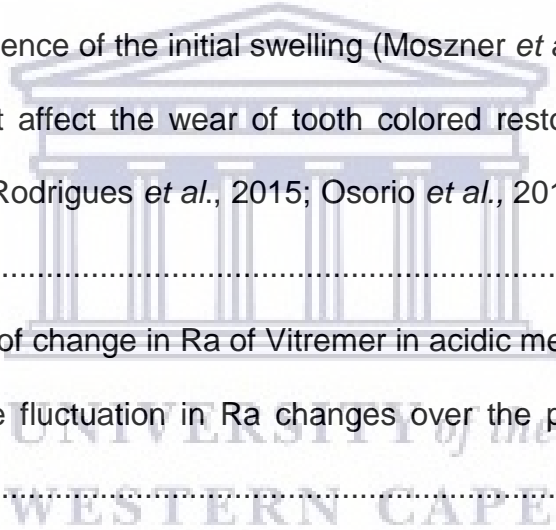 ence of the initial swelling (Moszner et a
t affect the wear of tooth colored resto
Rodrigues et al., 2015; Osorio et al., 201
................................................................
of change in Ra of Vitremer in acidic me
e fluctuation in Ra changes over the p
UNIVERSITY of the
................................................................
WESTERN CAPE